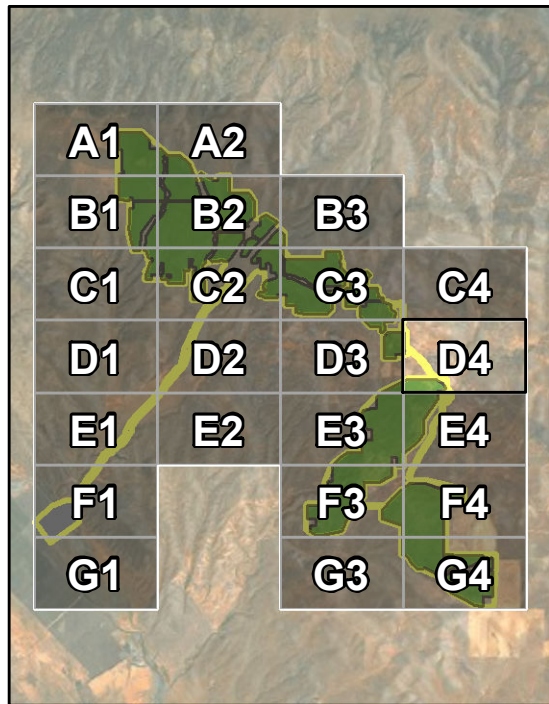 A1 A2
B1 B2 B3
C1 C2 C3 C4
D1 D2 D3 D4
E1 E2 E3 E4
F1 F3 F4
G1 G3 G4